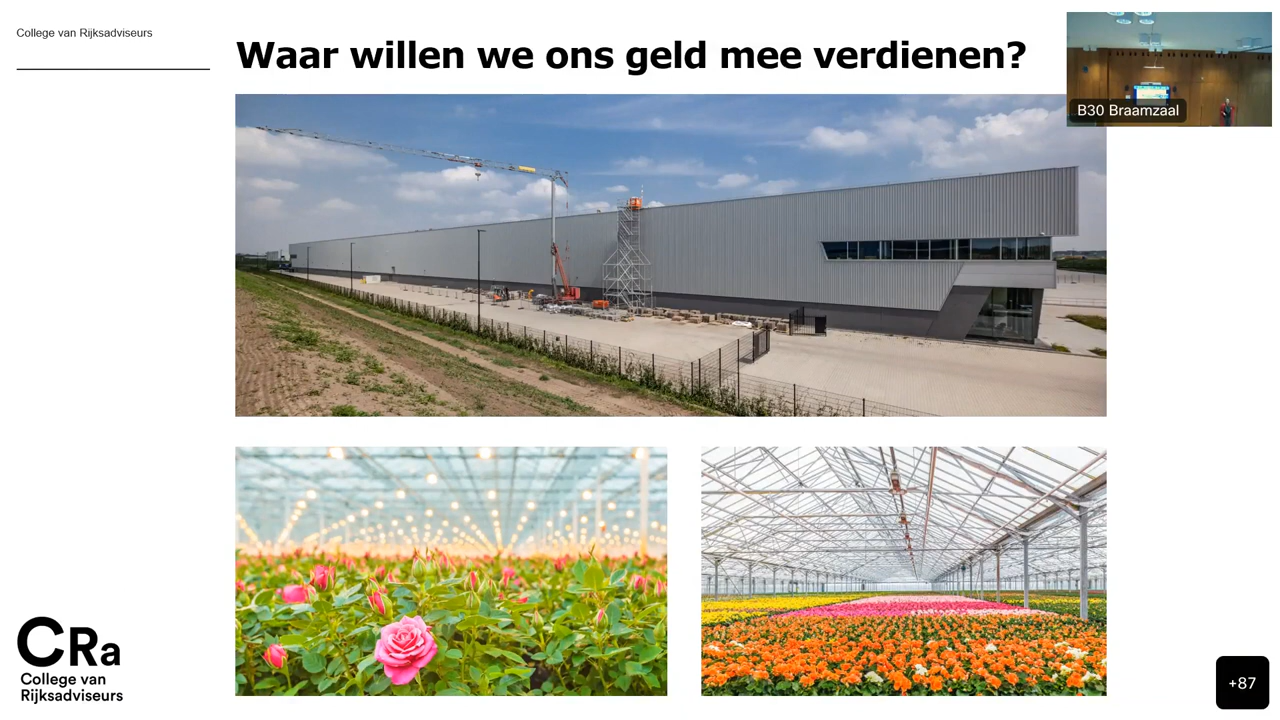 College van Rijksadviseurs
Waar willen we ons geld mee verdienen?
B30 Braamzaal
CRa
College van
Rijksadviseurs
+87